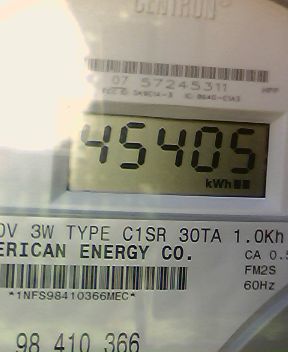 CENTRON®
07 57245311
45405
kWh
0V 3W TYPE C1SR 30TA 1.0Kh
ERICAN ENERGY CO.
CA 0.5
FM2S
*1NFS98410366MEC*
60Hz
98 410 366